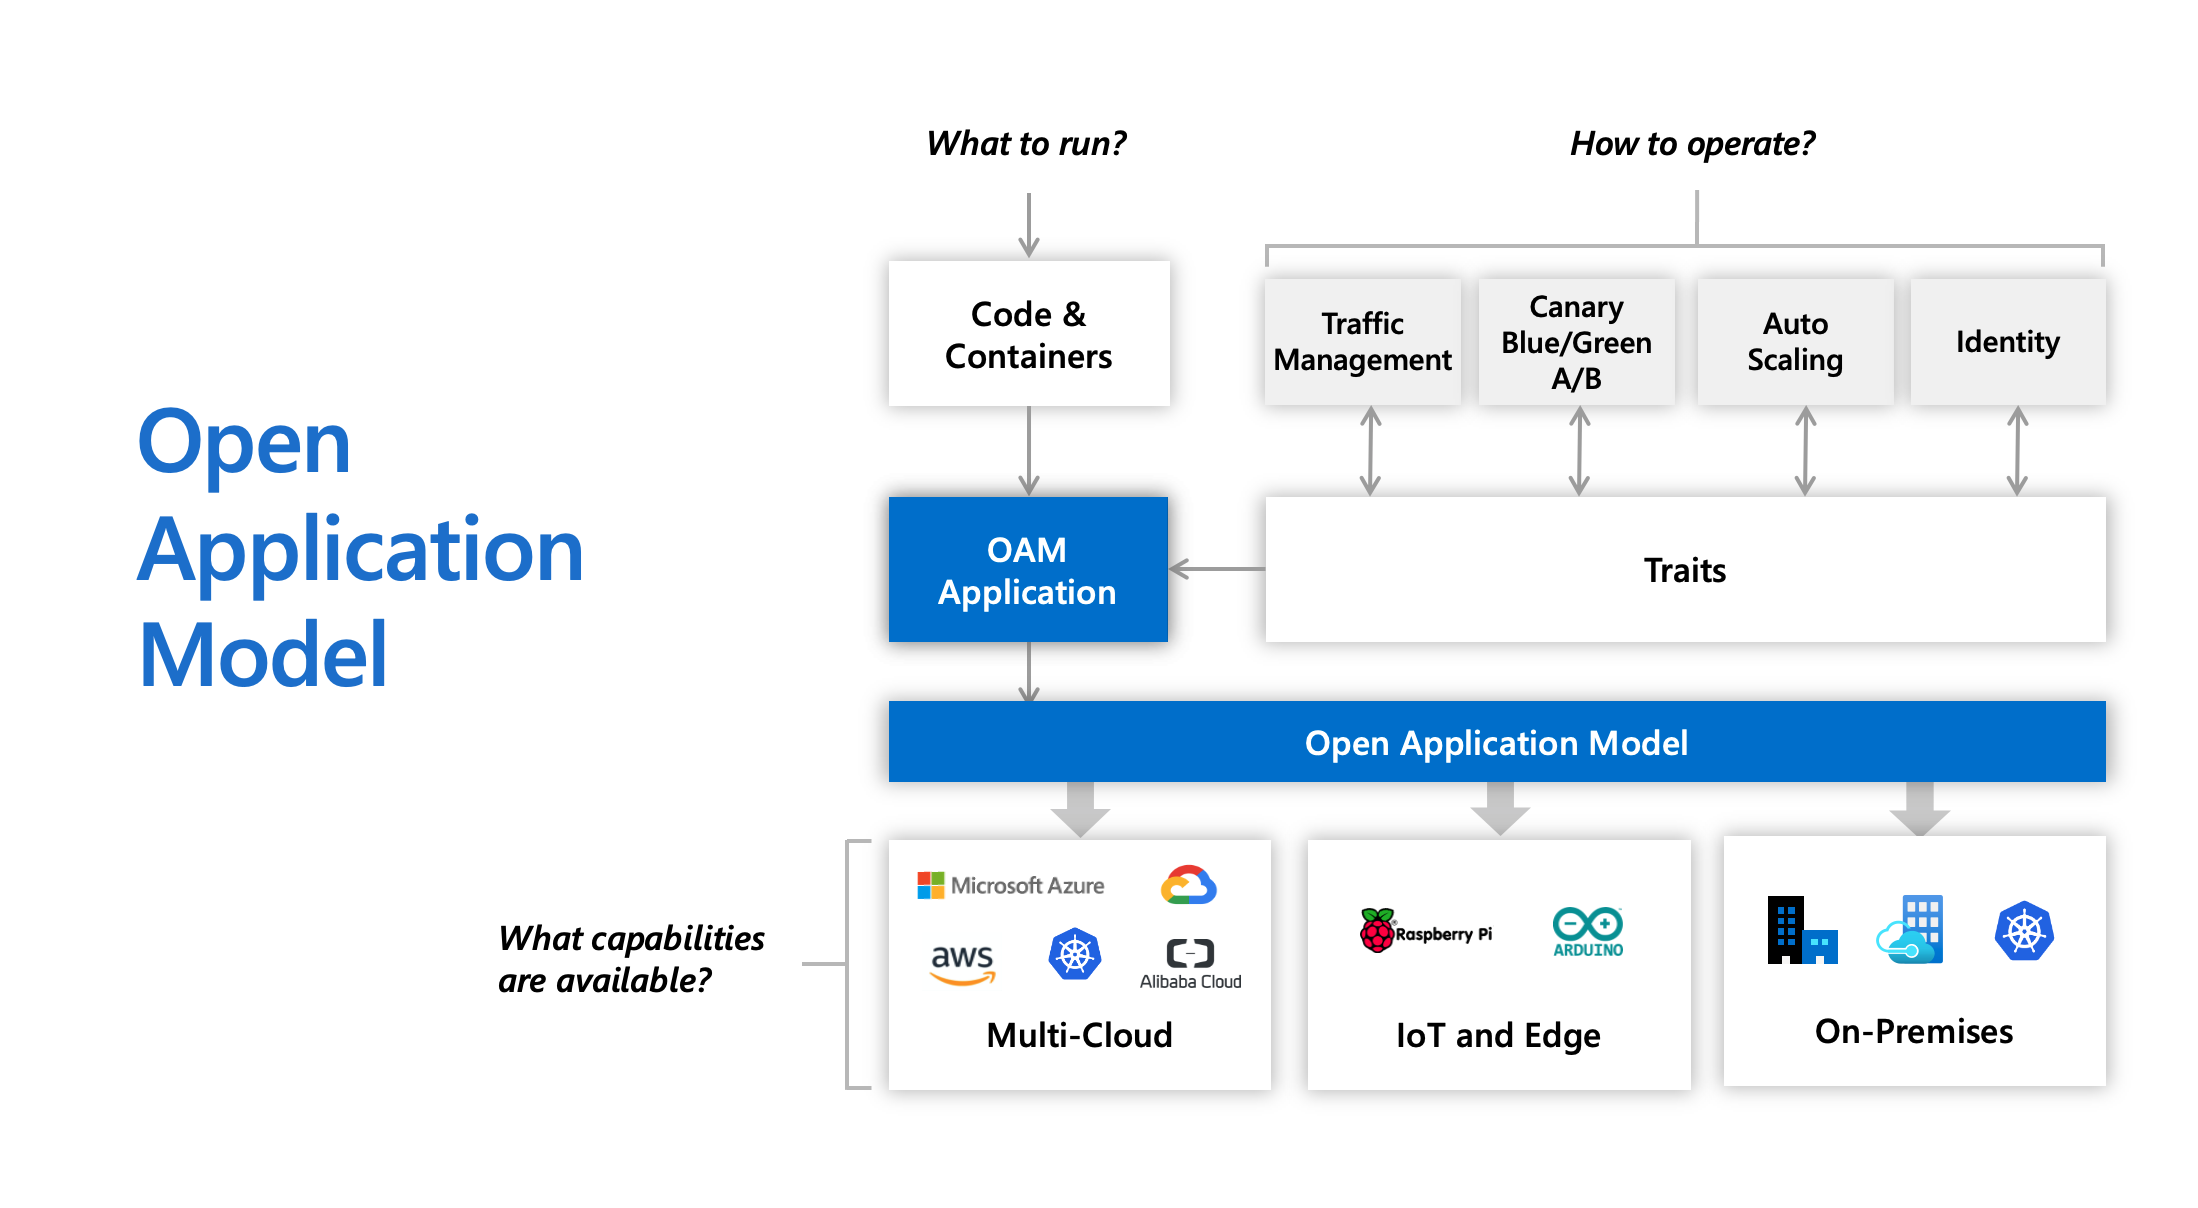 Open
Application
Model
What to run?
How to operate?
Code &
Containers
Traffic
Management
Canary
Blue/Green
A/B
Auto
Scaling
Identity
OAM
Application
Traits
Open Application Model
What capabilities
are available?
Microsoft Azure
aws
Alibaba Cloud
Multi-Cloud
Raspberry Pi
ARDUINO
IoT and Edge
On-Premises